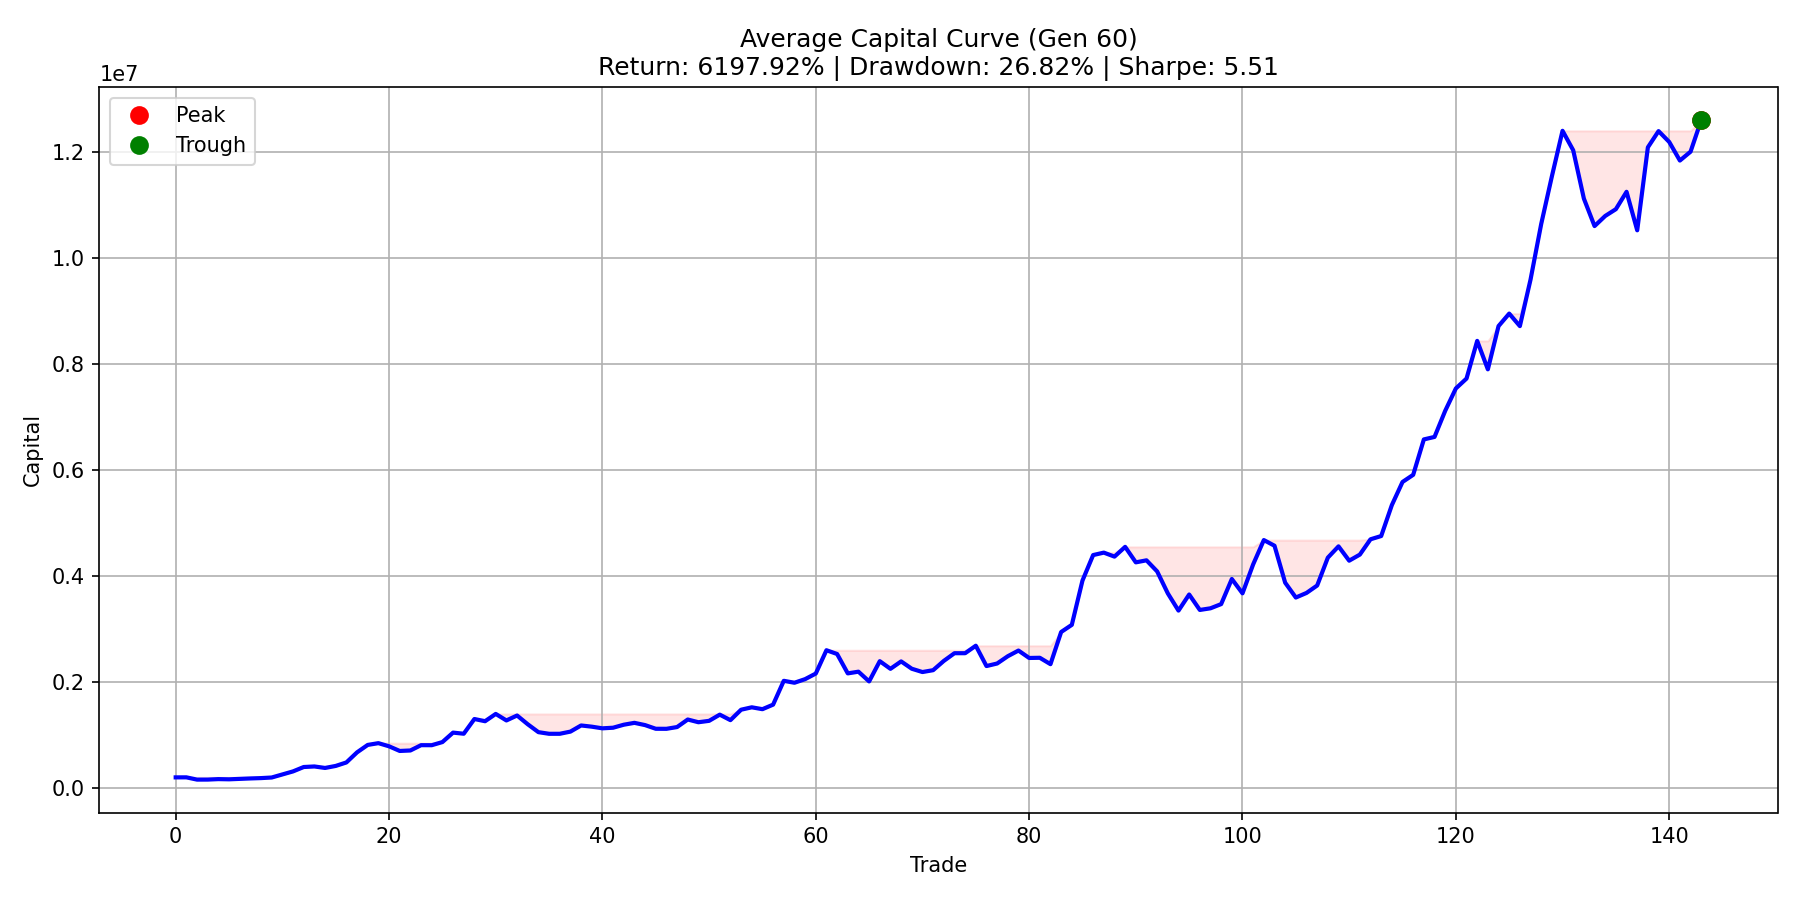 Average Capital Curve (Gen 60)
Return: 6197.92% | Drawdown: 26.82% | Sharpe: 5.51
1e7
Peak
Trough
1.2
1.0
0.8
0.6
0.4
0.2
0.0
Capital
0 20 40 60 80 100 120 140
Trade